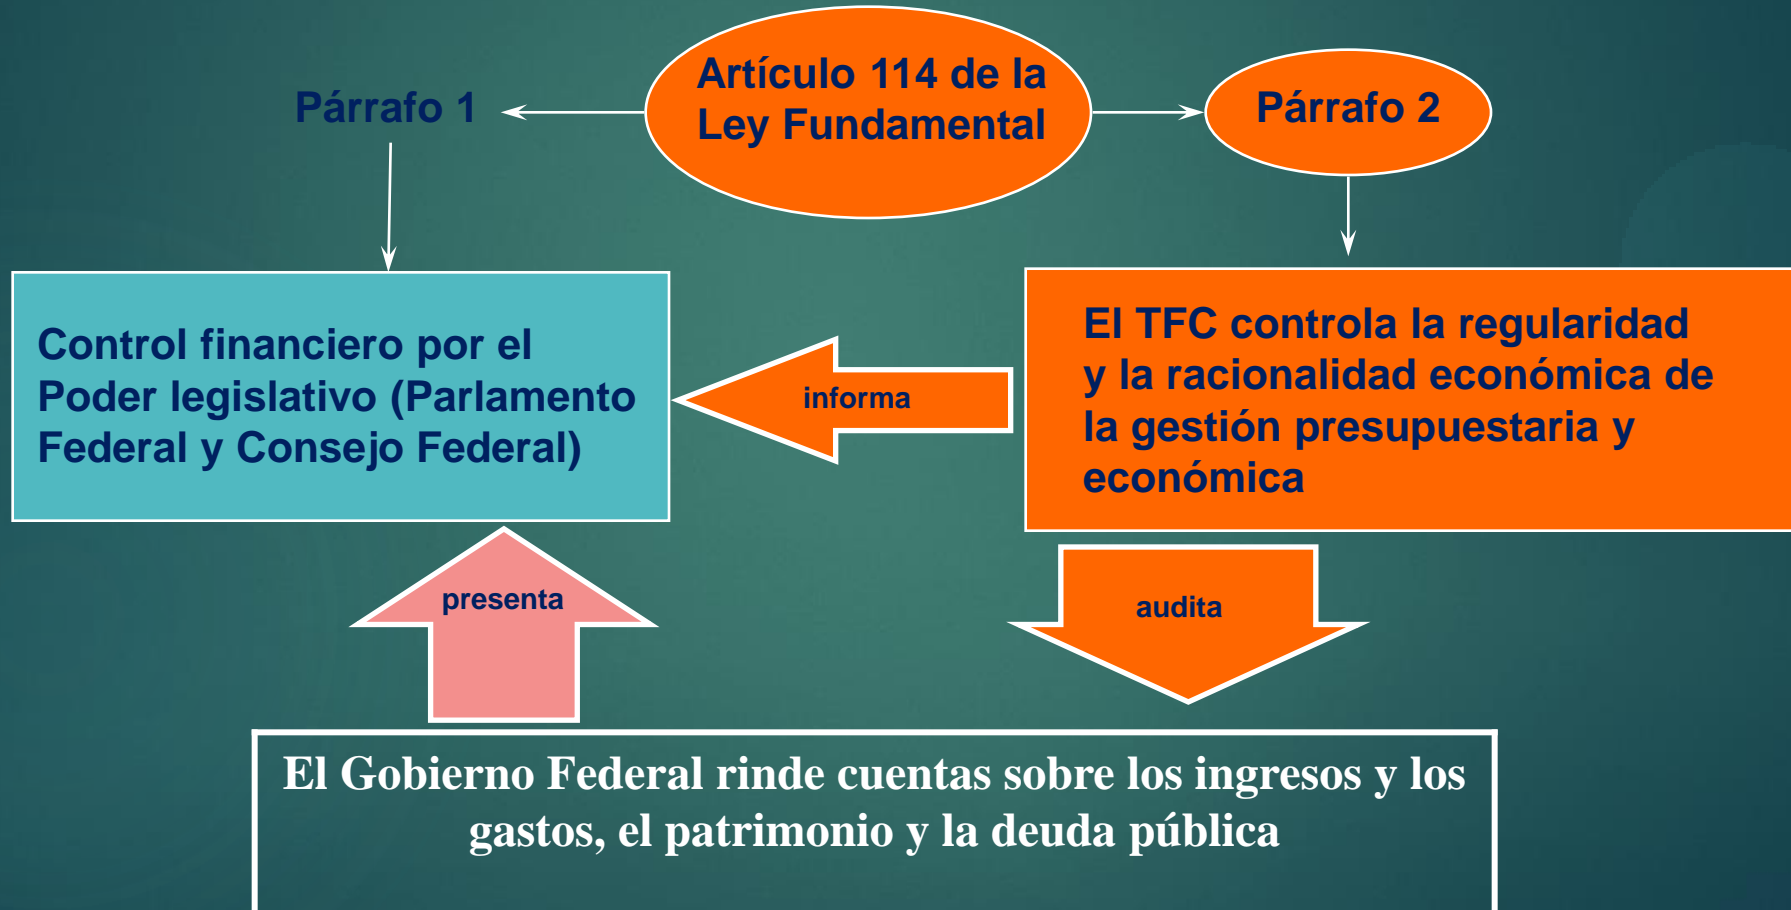 Artículo 114 de la
Ley Fundamental
Párrafo 1
Párrafo 2
Control financiero por el
Poder legislativo (Parlamento
Federal y Consejo Federal)
informa
El TFC controla la regularidad
y la racionalidad económica de
la gestión presupuestaria y
económica
presenta
audita
El Gobierno Federal rinde cuentas sobre los ingresos y los
gastos, el patrimonio y la deuda pública